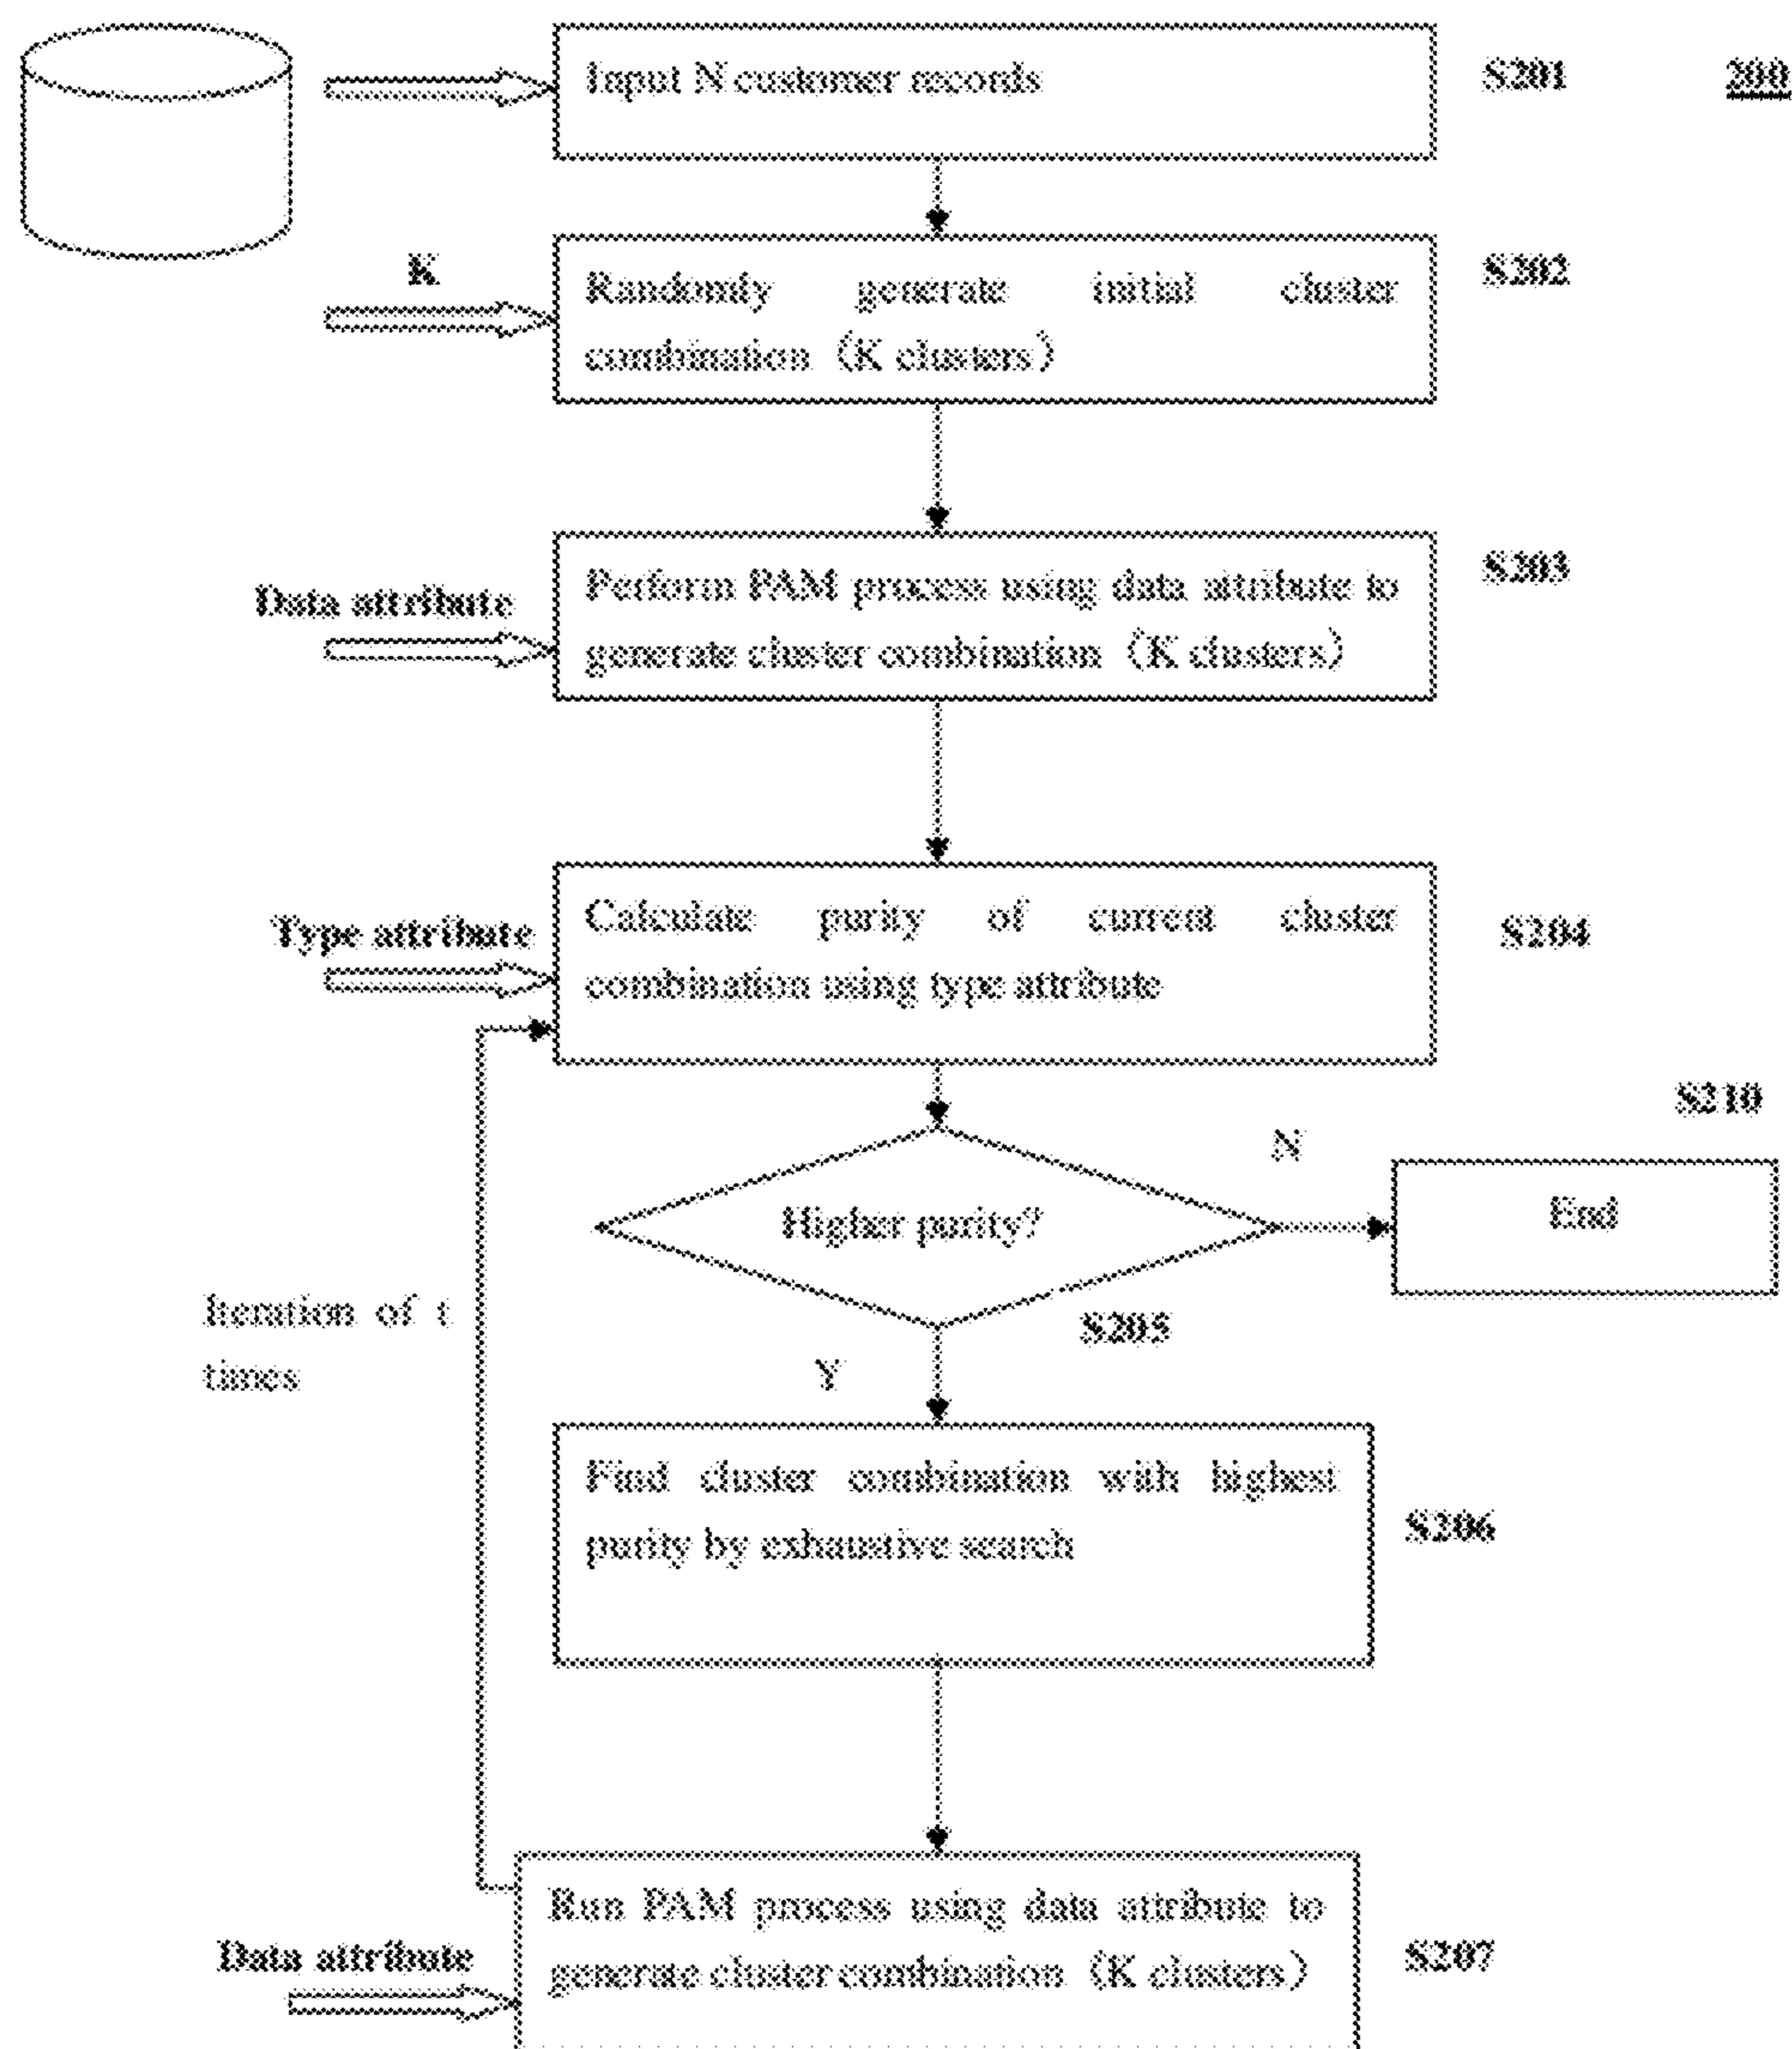 Input N customer records
S201
200
K
Randomly generate initial cluster
combination (K clusters)
S202
Data attribute
Perform PAM process using data attribute to
generate cluster combination (K clusters)
S203
Type attribute
Calculate purity of current cluster
combination using type attribute
S204
S210
N
Higher purity?
End
S205
Iteration of t
times
Y
Find cluster combination with highest
purity by exhaustive search
S206
Run PAM process using data attribute to
generate cluster combination (K clusters)
Data attribute
S207